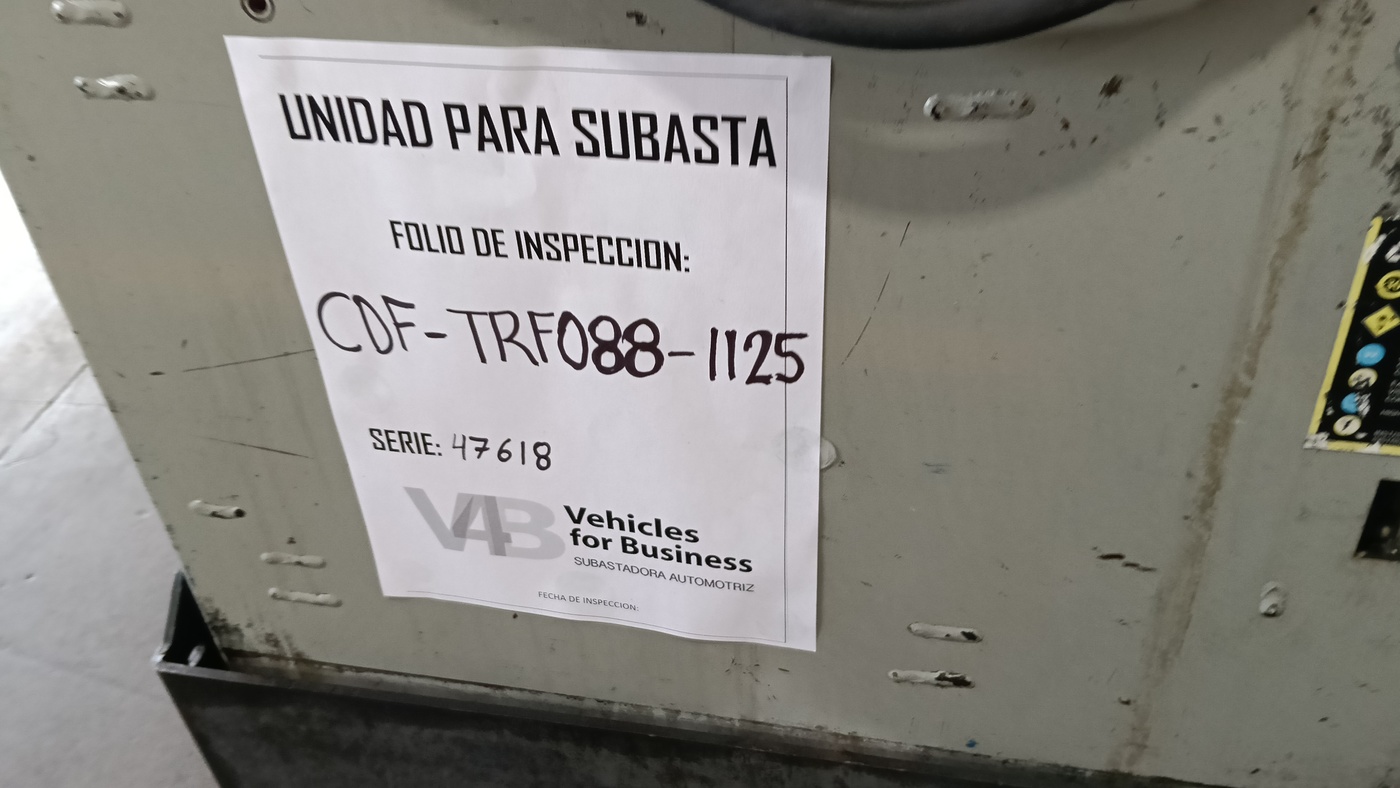 UNIDAD PARA SUBASTA
FOLIO DE INSPECCION:
CDF-TRF088-1125
SERIE: 47618
V4B
Vehicles
for Business
SUBASTADORA AUTOMOTRIZ
FECHA DE INSPECCION: